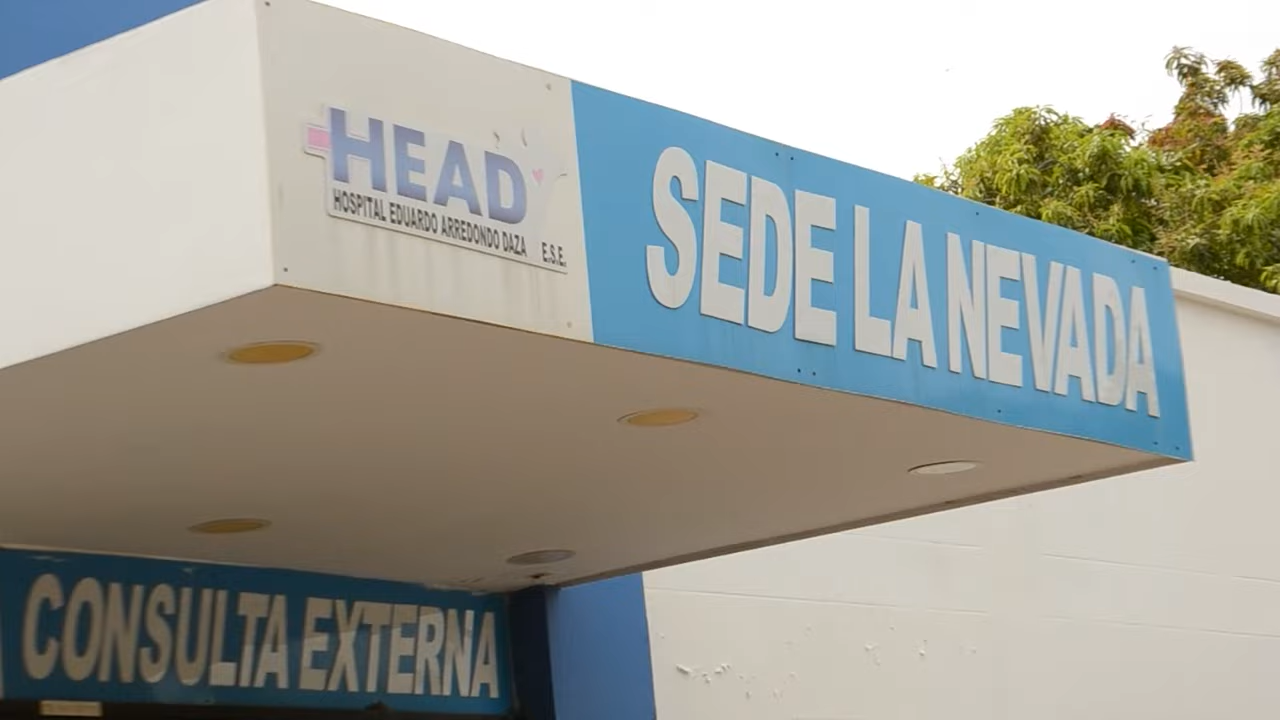 HEAD
HOSPITAL EDUARDO ARREDONDO DAZA E.S.E.
SEDE LA NEVADA
CONSULTA EXTERNA